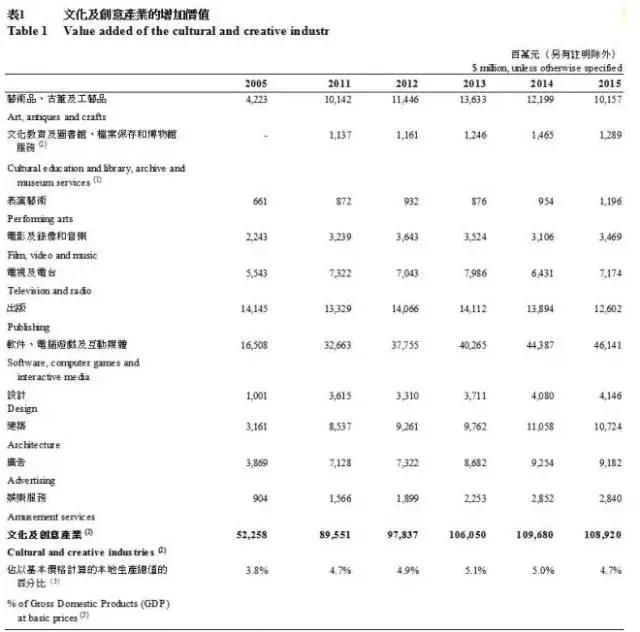 表1 文化及創意產業的增加價值
Table 1 Value added of the cultural and creative industr
百萬元（另有註明除外）
$ million, unless otherwise specified
2005 2011 2012 2013 2014 2015
藝術品、古董及工藝品 4,223 10,142 11,446 13,633 12,199 10,157
Art, antiques and crafts
文化教育及圖書館、檔案保存和博物館 - 1,137 1,161 1,246 1,465 1,289
服務 (1)
Cultural education and library, archive and
museum services (1)
表演藝術 661 872 932 876 954 1,196
Performing arts
電影及錄像和音樂 2,243 3,239 3,643 3,524 3,106 3,469
Film, video and music
電視及電台 5,543 7,322 7,043 7,986 6,431 7,174
Television and radio
出版 14,145 13,329 14,066 14,112 13,894 12,602
Publishing
軟件、電腦遊戲及互動媒體 16,508 32,663 37,755 40,265 44,387 46,141
Software, computer games and
interactive media
設計 1,001 3,615 3,310 3,711 4,080 4,146
Design
建築 3,161 8,537 9,261 9,762 11,058 10,724
Architecture
廣告 3,869 7,128 7,322 8,682 9,254 9,182
Advertising
娛樂服務 904 1,566 1,899 2,253 2,852 2,840
Amusement services
文化及創意產業 (2) 52,258 89,551 97,837 106,050 109,680 108,920
Cultural and creative industries (2)
佔以基本價格計算的本地生產總值的 3.8% 4.7% 4.9% 5.1% 5.0% 4.7%
百分比 (3)
% of Gross Domestic Products (GDP)
at basic prices (3)